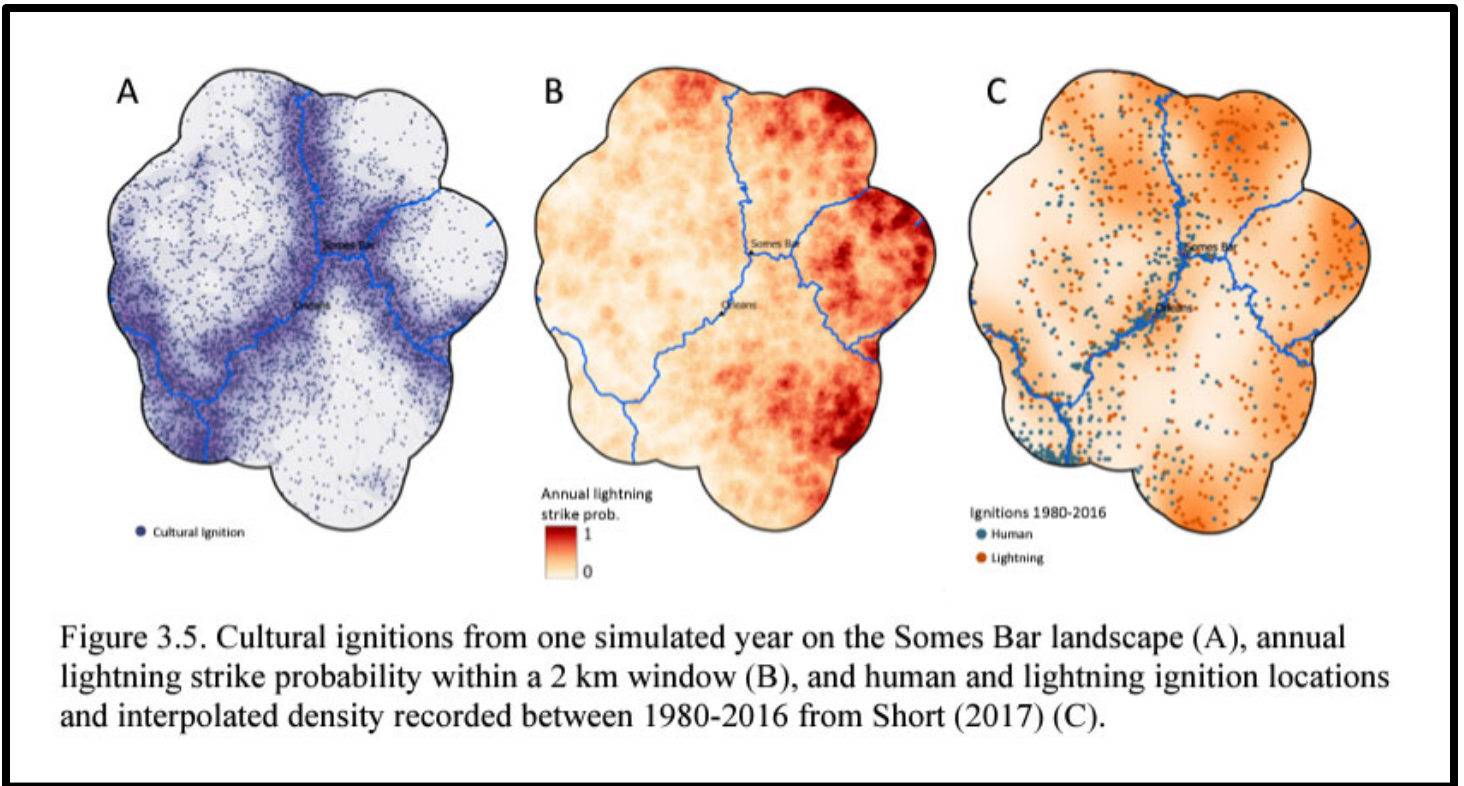 A
B
C
Somes Bar
Orleans
Somes Bar
Orleans
Somes Bar
Orleans
Cultural Ignition
Annual lightning
strike prob.
1
0
Ignitions 1980-2016
Human
Lightning
Figure 3.5. Cultural ignitions from one simulated year on the Somes Bar landscape (A), annual
lightning strike probability within a 2 km window (B), and human and lightning ignition locations
and interpolated density recorded between 1980-2016 from Short (2017) (C).